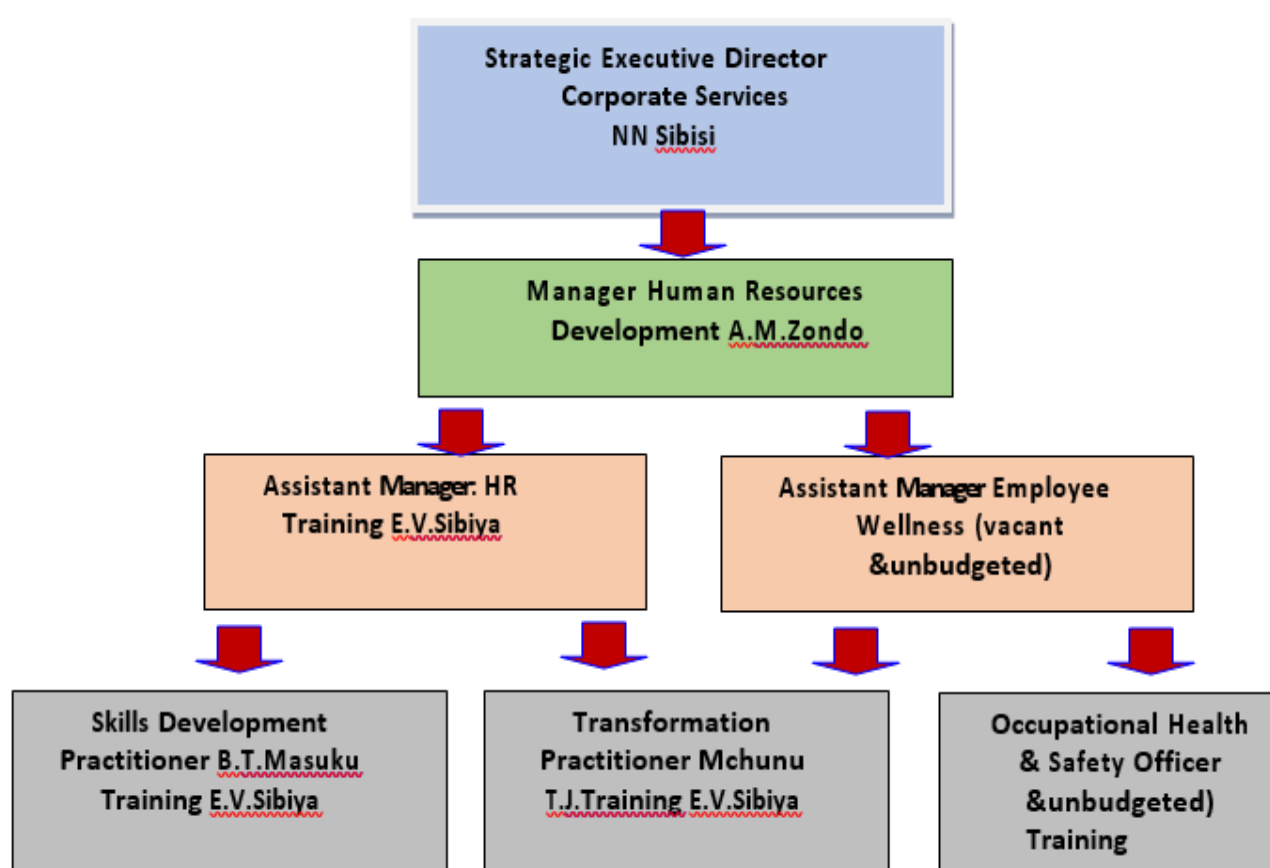 Strategic Executive Director
Corporate Services
NN Sibisi
Manager Human Resources
Development A.M.Zondo
Assistant Manager: HR
Training E.V.Sibiya
Assistant Manager Employee
Wellness (vacant
&unbudgeted)
Skills Development
Practitioner B.T.Masuku
Training E.V.Sibiya
Transformation
Practitioner Mchunu
T.J.Training E.V.Sibiya
Occupational Health
& Safety Officer
&unbudgeted)
Training